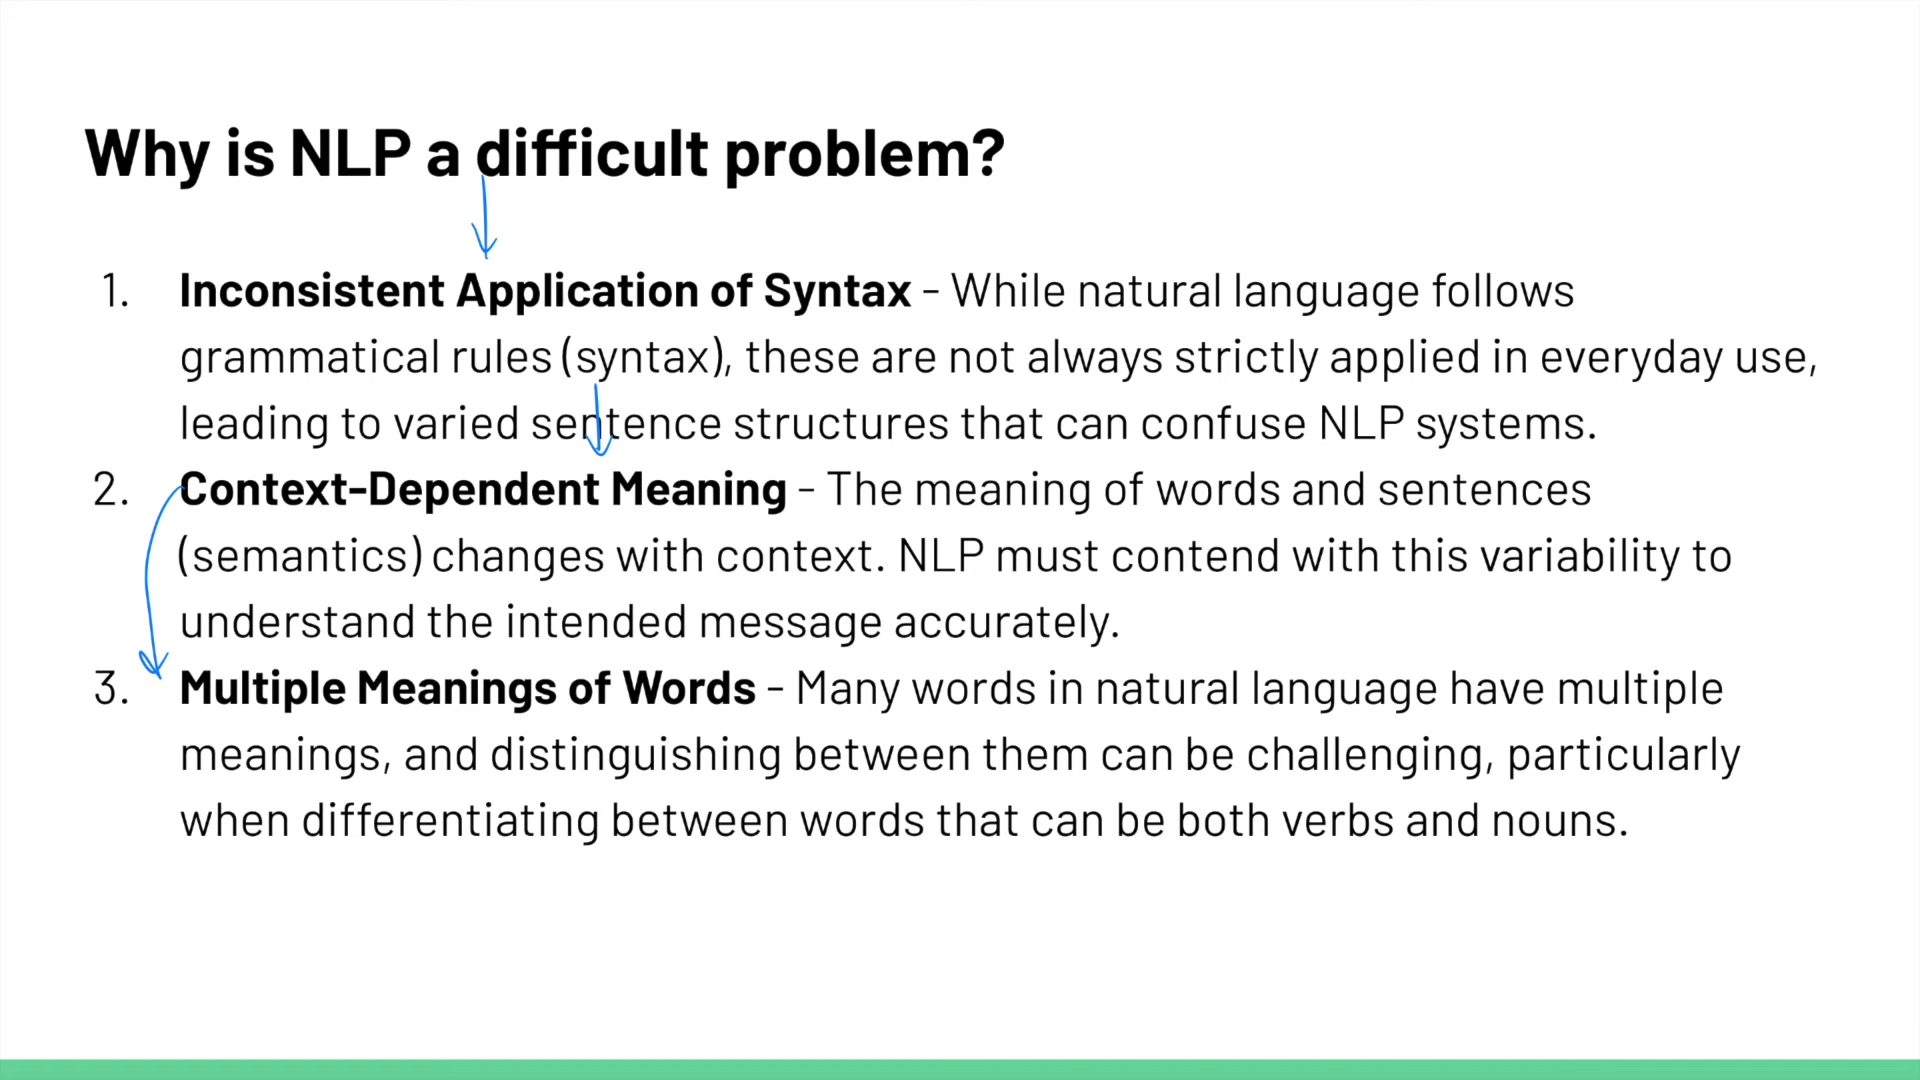 Why is NLP a difficult problem?
1. Inconsistent Application of Syntax - While natural language follows
grammatical rules (syntax), these are not always strictly applied in everyday use,
leading to varied sentence structures that can confuse NLP systems.
2. Context-Dependent Meaning - The meaning of words and sentences
(semantics) changes with context. NLP must contend with this variability to
understand the intended message accurately.
3. Multiple Meanings of Words - Many words in natural language have multiple
meanings, and distinguishing between them can be challenging, particularly
when differentiating between words that can be both verbs and nouns.